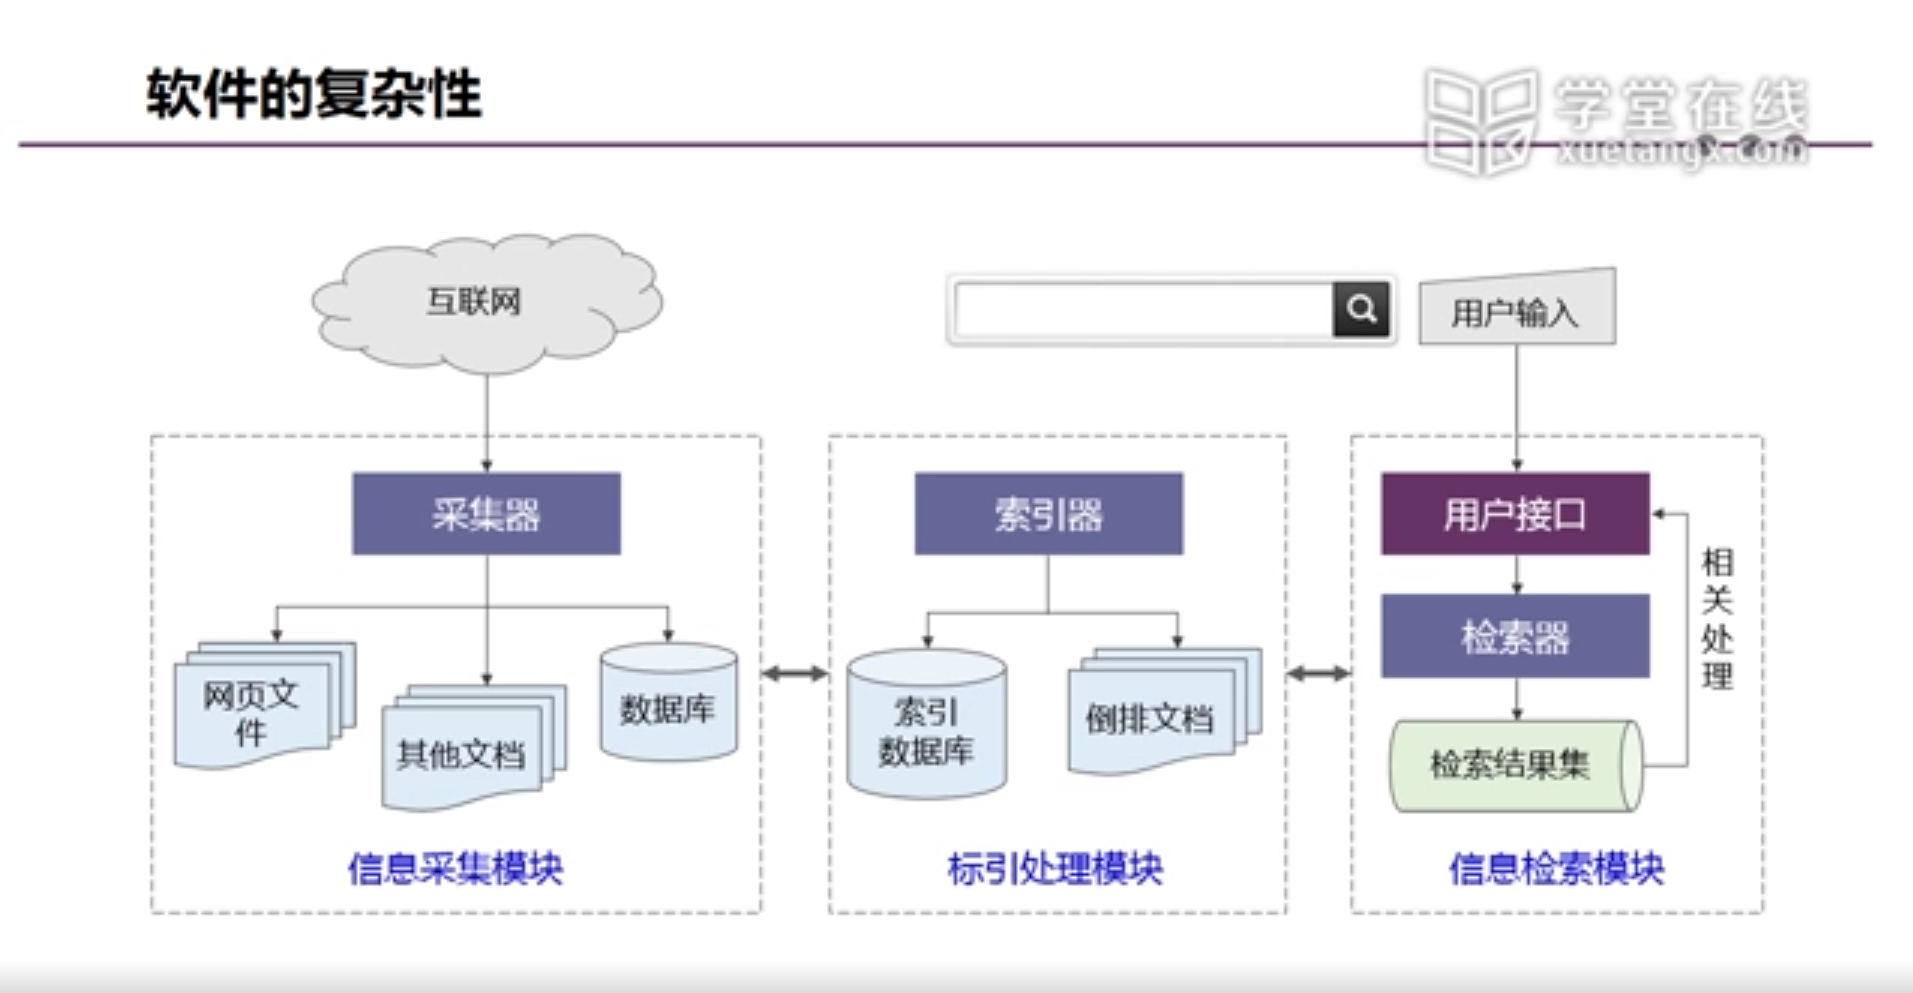 软件的复杂性
学堂在线
xuetangx.com
互联网
用户输入
采集器
网页文
件
其他文档
数据库
信息采集模块
索引器
索引
数据库
倒排文档
标引处理模块
用户接口
检索器
检索结果集
相
关
处
理
信息检索模块